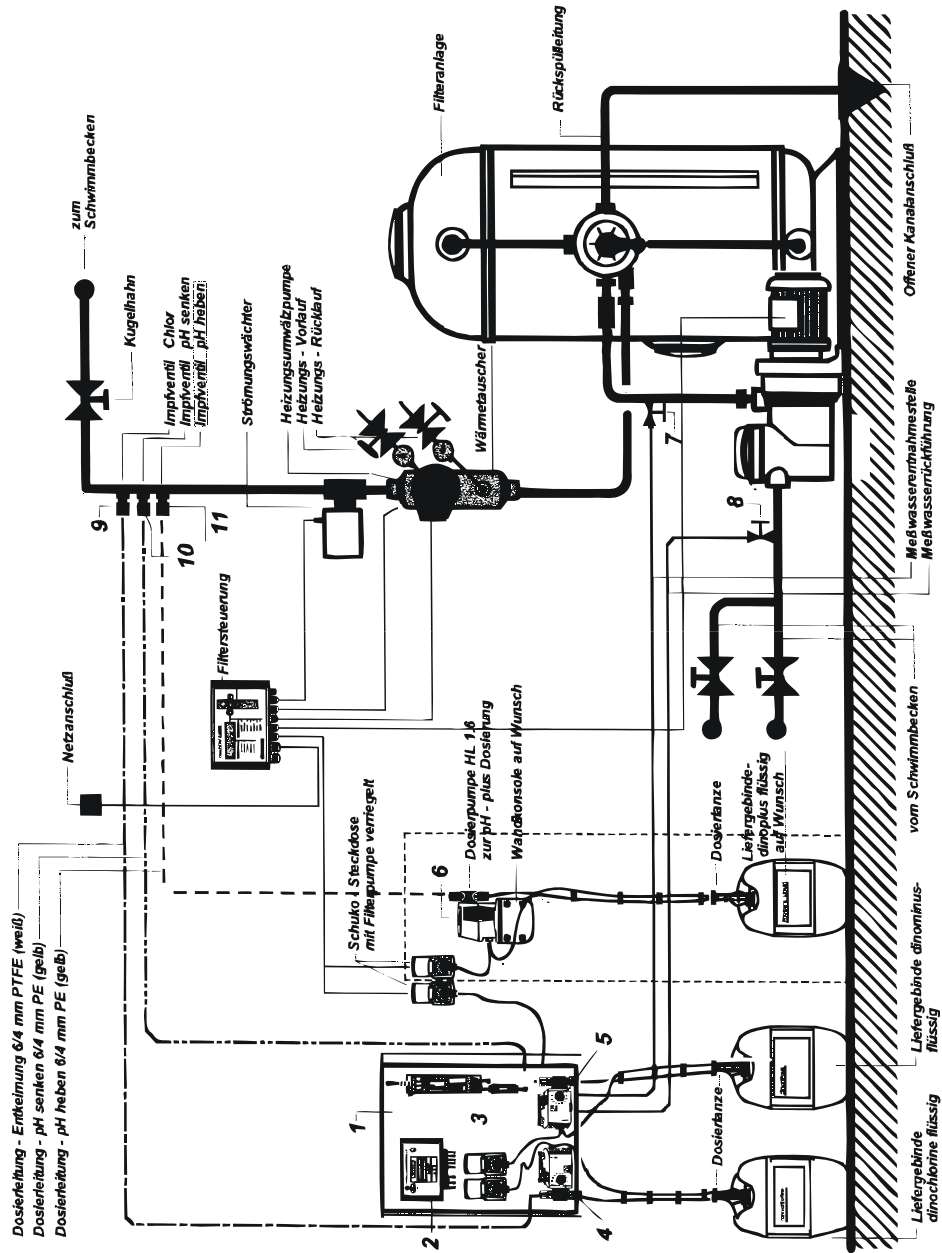 Dosierleitung - Entkeimung 6/4 mm PTFE (weiß)
Dosierleitung - pH senken 6/4 mm PE (gelb)
Dosierleitung - pH heben 6/4 mm PE (gelb)
Netzanschluß
zum
Schwimmbecken
Kugelhahn
Impfventil Chlor
Impfventil pH senken
Impfventil pH heben
9
10
11
Strömungswächter
Filtersteuerung
Heizungsumwälzpumpe
Heizungs - Vorlauf
Heizungs - Rücklauf
Wärmetauscher
Filteranlage
Rückspülleitung
Schuko - Steckdose
mit Filterpumpe verriegelt
6
Dosierpumpe HL 1.6
zur pH - plus Dosierung
Wandkonsole auf Wunsch
1
2
3
4
5
7
8
Dosierlanze
Dosierlanze
Liefergebinde-
dinoplus flüssig
auf Wunsch
Liefergebinde
dinochlorine flüssig
Liefergebinde dinominus-
flüssig
vom Schwimmbecken
Meßwasserentnahmestelle
Meßwasserrückführung
Offener Kanalanschluß